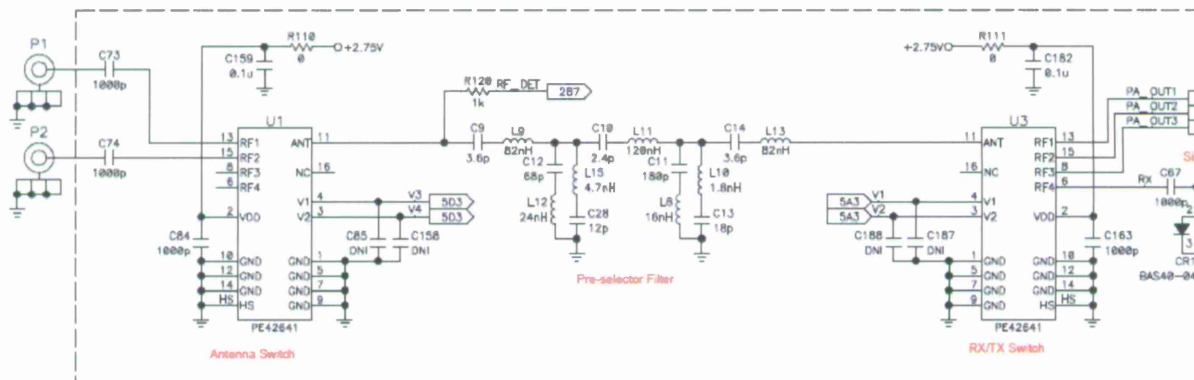 P1
C73
1000p
P2
C74
1000p
C159
0.1u
R110
0
+2.75V
U1
13 RF1
15 RF2
8 RF3
6 RF4
2 VDD
10 GND
12 GND
14 GND
HS HS
ANT 11
NC 16
V1 4
V2 3
GND 1
GND 5
GND 7
GND 9
PE42641
Antenna Switch
C84
1000p
V3
5D3
V4
5D3
C85
DNI
C158
DNI
R120
1k
RF_DET
2B7
C9
3.6p
L9
82nH
C12
68p
L12
24nH
L15
4.7nH
C28
12p
C10
2.4p
L11
120nH
C11
180p
L8
16nH
L10
1.8nH
C13
18p
C14
3.6p
L13
82nH
Pre-selector Filter
+2.75V
R111
0
C182
0.1u
U3
11 ANT
16 NC
4 V1
3 V2
1 GND
5 GND
7 GND
9 GND
RF1 13
RF2 15
RF3 8
RF4 6
VDD 2
GND 10
GND 12
GND 14
HS HS
PE42641
RX/TX Switch
5A3
V1
5A3
V2
C188
DNI
C187
DNI
PA_OUT1
PA_OUT2
PA_OUT3
Si
RX
C67
1000p
C163
1000p
2
3
CR1
BAS40-04